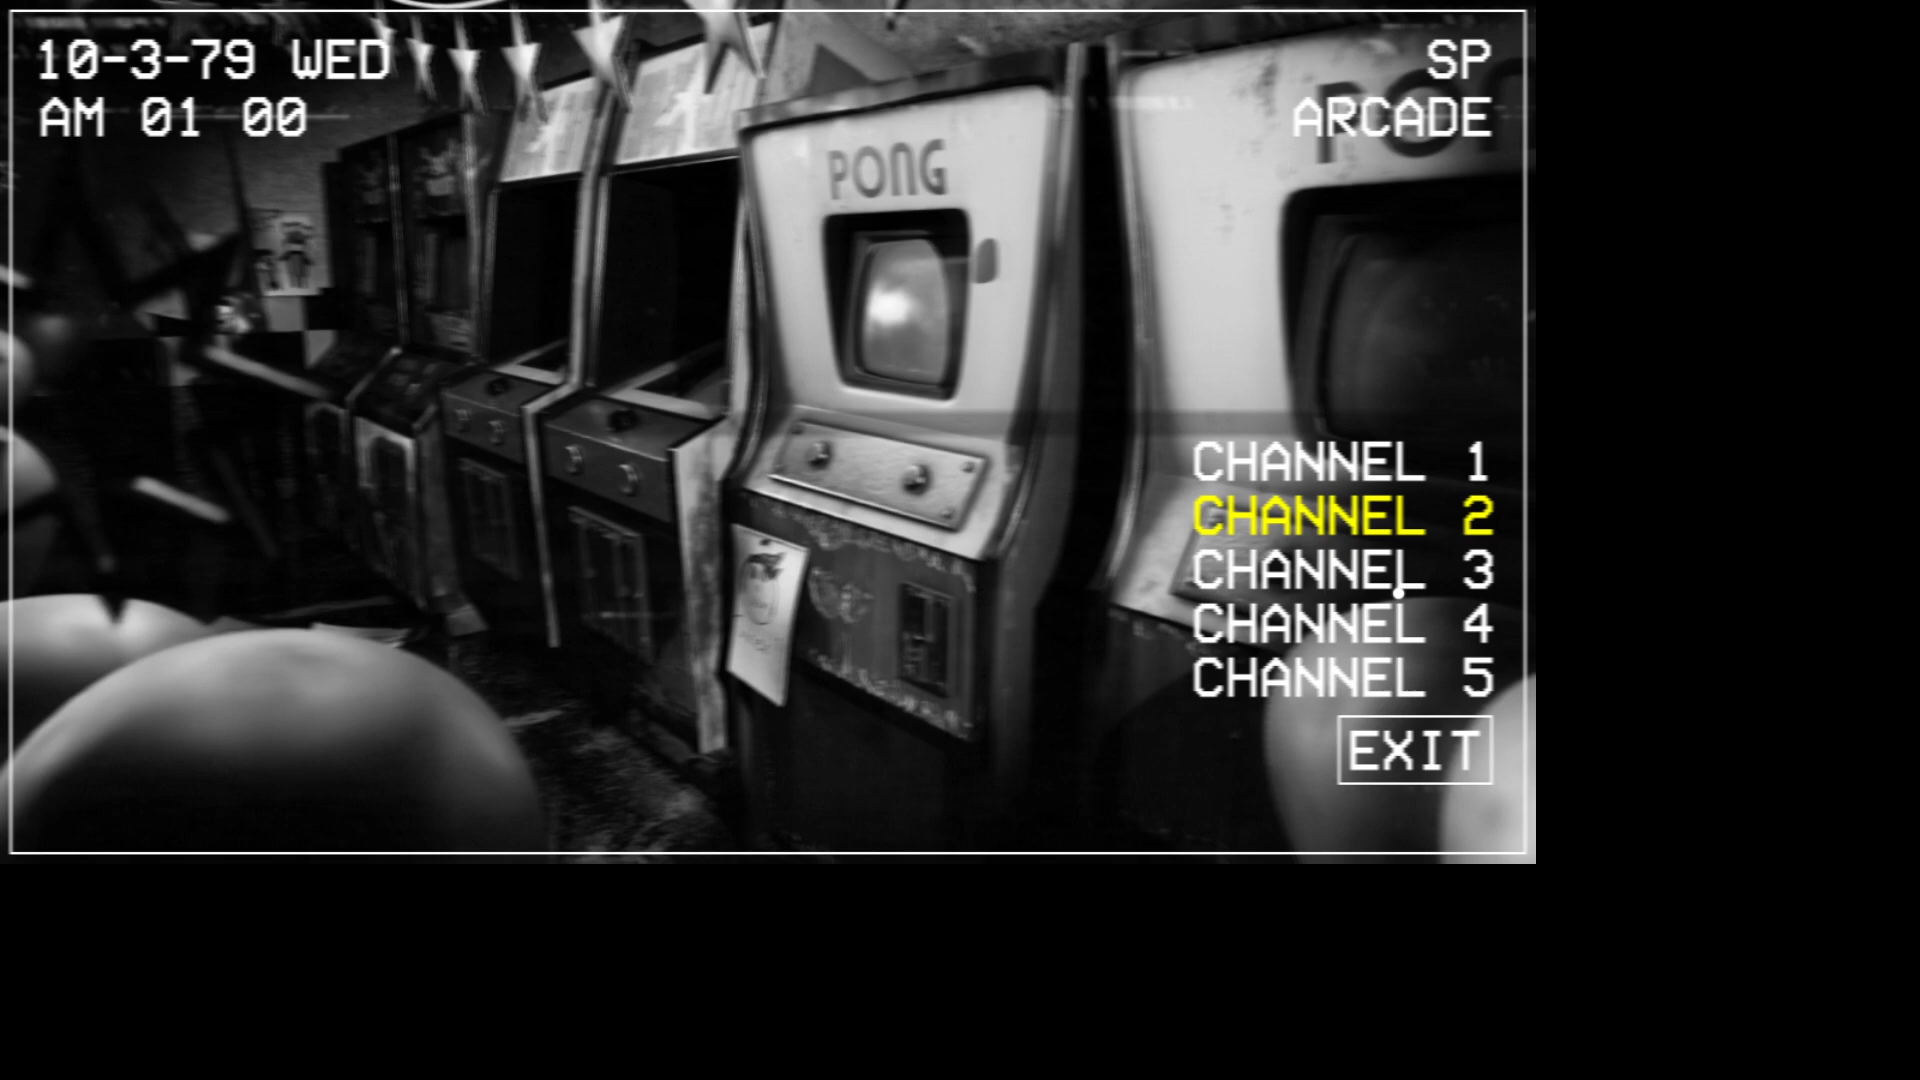 10-3-79 WED
AM 01 00
SP
ARCADE
PONG
PON
CHANNEL 1
CHANNEL 2
CHANNEL 3
CHANNEL 4
CHANNEL 5
EXIT